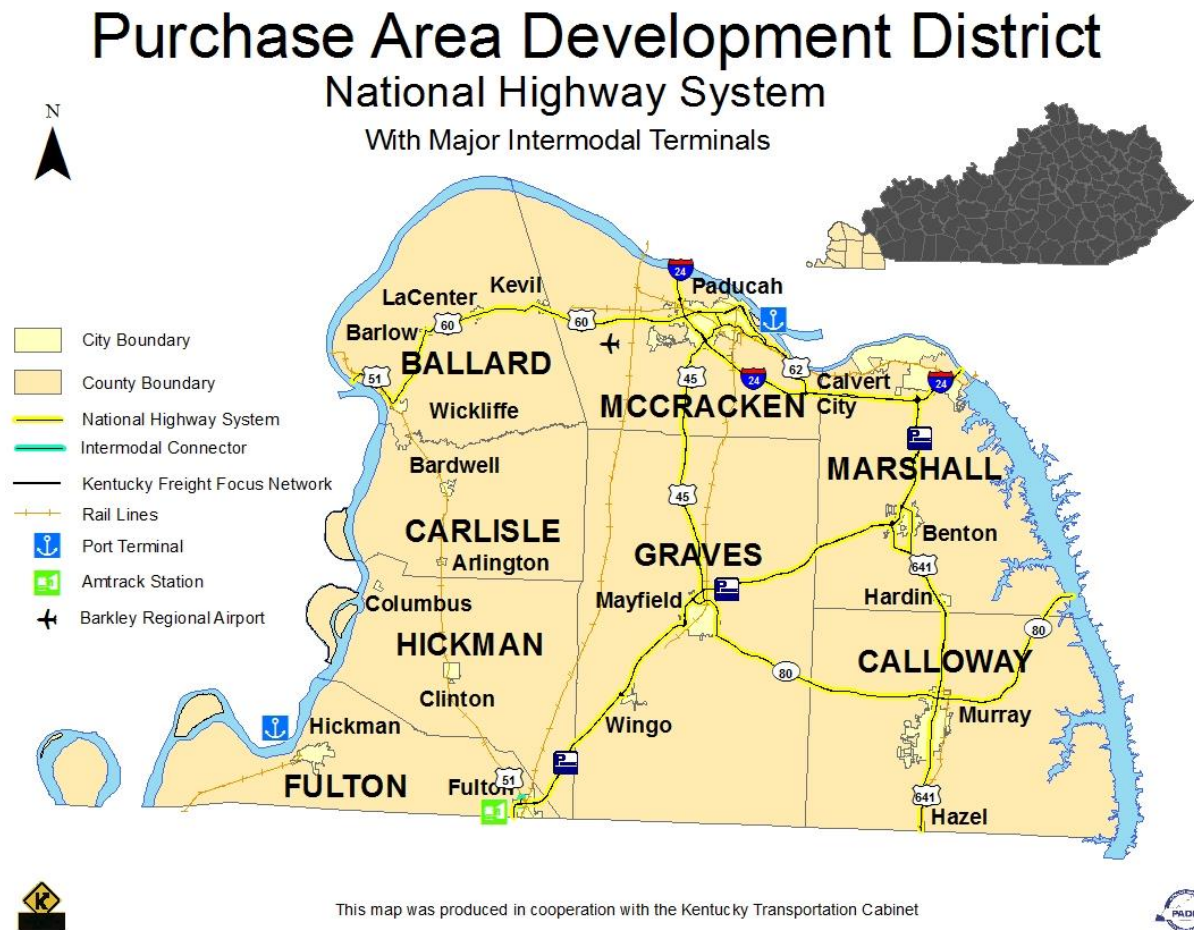 Purchase Area Development District
National Highway System
With Major Intermodal Terminals
N
City Boundary
County Boundary
National Highway System
Intermodal Connector
Kentucky Freight Focus Network
Rail Lines
Port Terminal
Amtrack Station
Barkley Regional Airport
24
Paducah
Kevil
LaCenter
60
60
Barlow
BALLARD
51
Wickliffe
45
24
62
Calvert
City
24
MCCRACKEN
P
MARSHALL
Bardwell
45
CARLISLE
Arlington
GRAVES
Benton
641
P
Mayfield
Hardin
Columbus
80
HICKMAN
CALLOWAY
80
Clinton
Wingo
Murray
Hickman
P
51
Fulton
FULTON
641
Hazel
This map was produced in cooperation with the Kentucky Transportation Cabinet
K